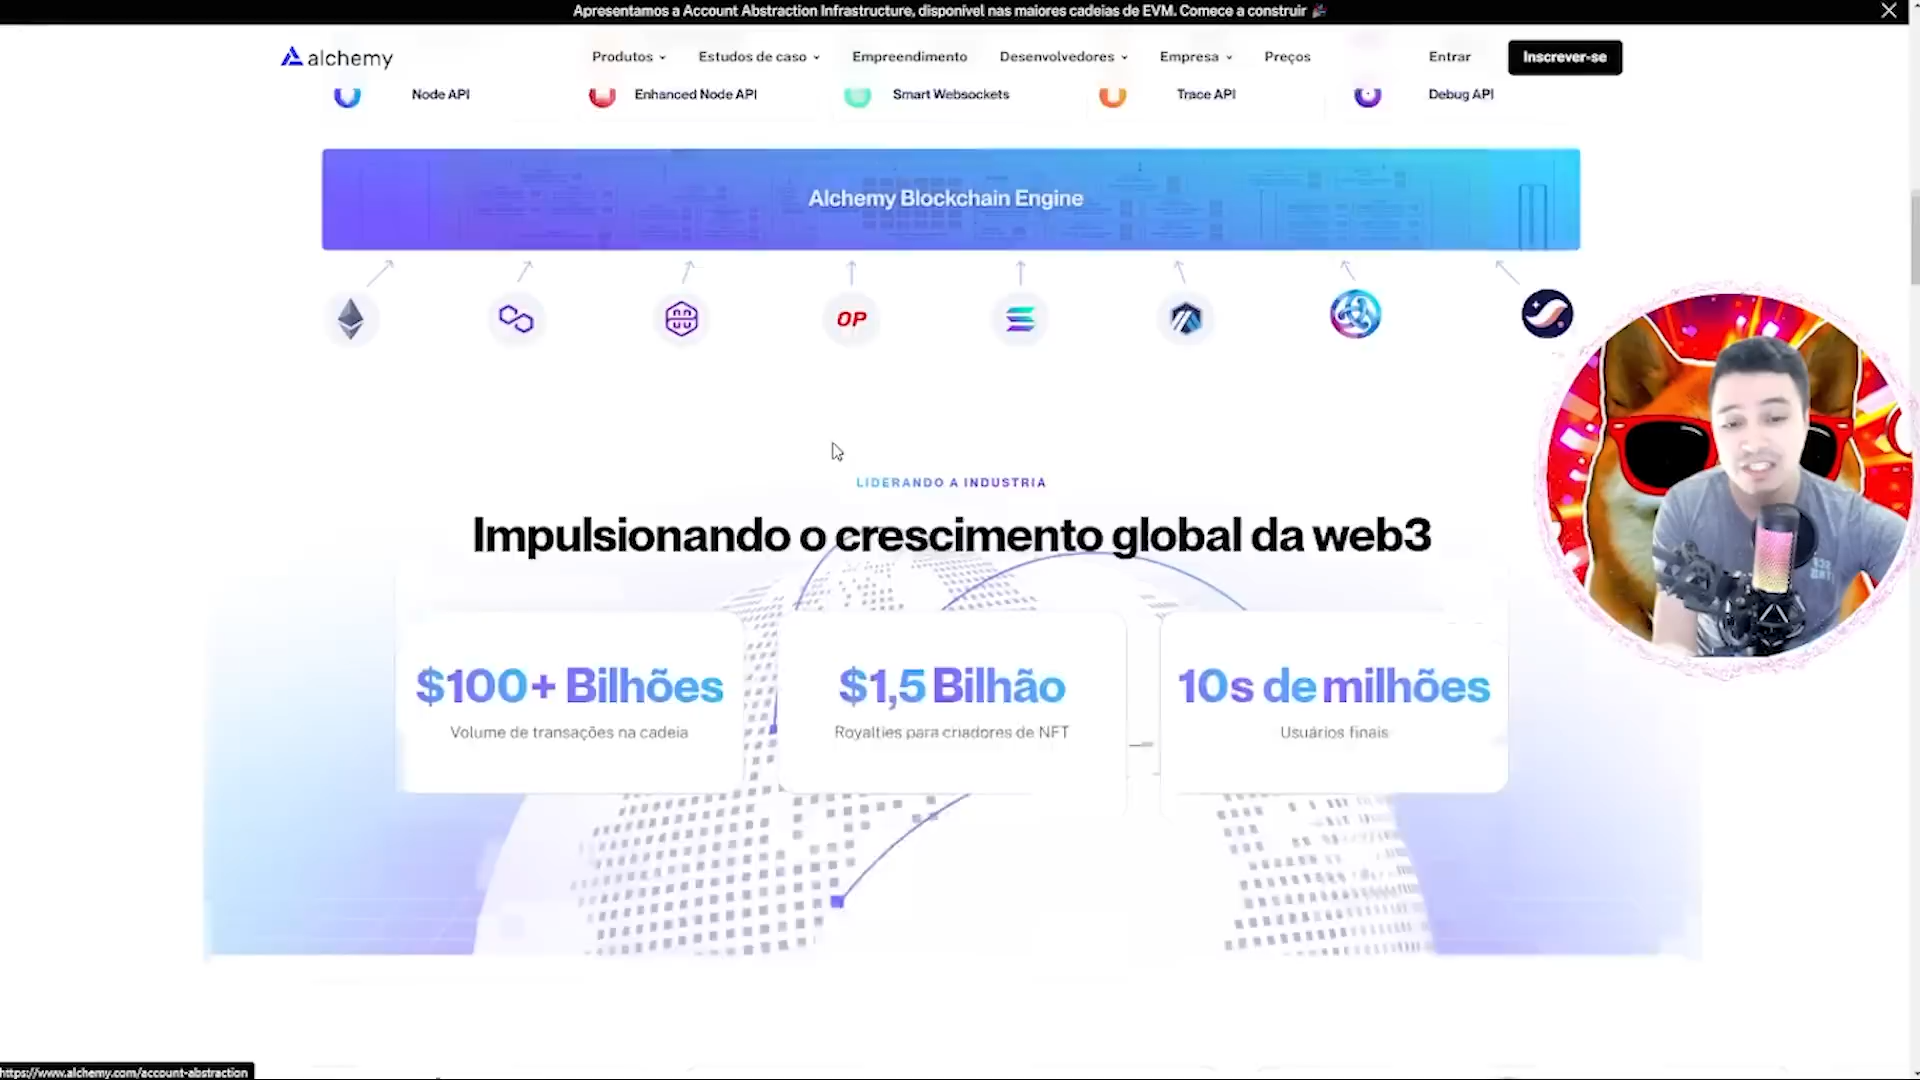 Apresentamos a Account Abstraction Infrastructure, disponível nas maiores cadeias de EVM. Comece a construir
alchemy
Produtos
Estudos de caso
Empreendimento
Desenvolvedores
Empresa
Preços
Entrar
Inscrever-se
Node API
Enhanced Node API
Smart Websockets
Trace API
Debug API
Alchemy Blockchain Engine
OP
LIDERANDO A INDUSTRIA
Impulsionando o crescimento global da web3
$100+ Bilhões
Volume de transações na cadeia
$1,5 Bilhão
Royalties para criadores de NFT
10s de milhões
Usuários finais
https://www.alchemy.com/account-abstraction